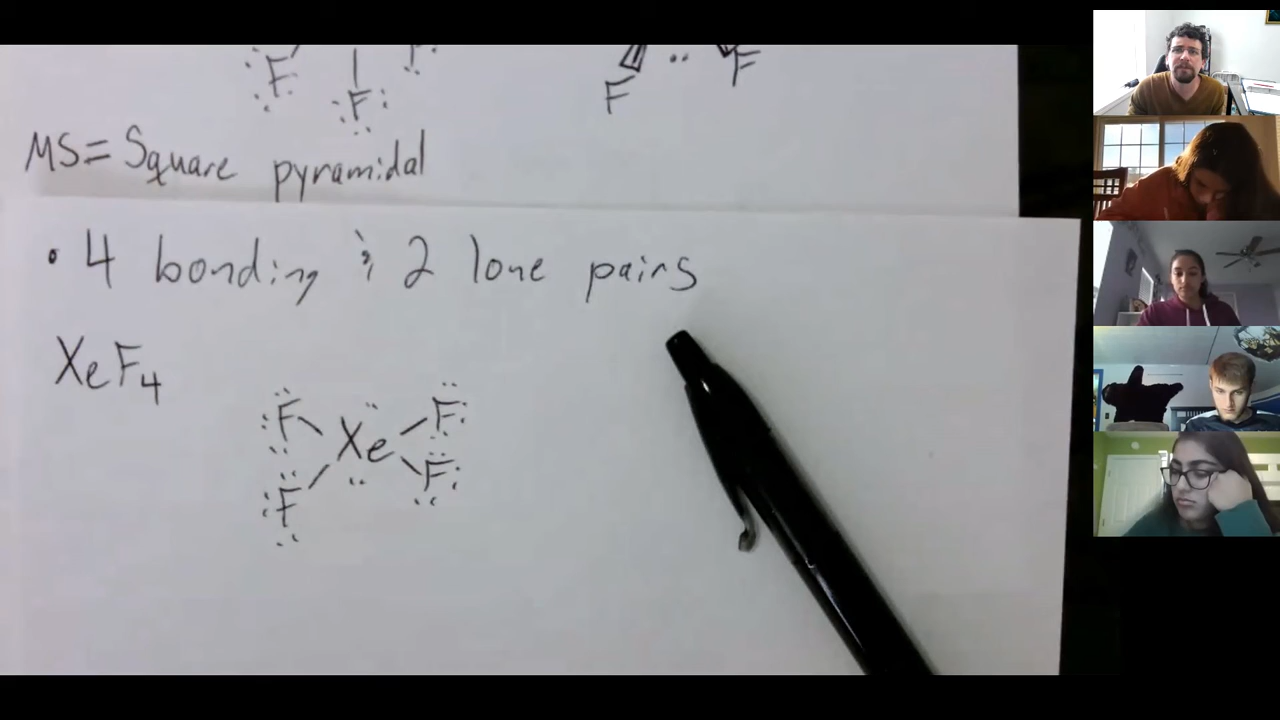 F F F F
MS= Square pyramidal
• 4 bonding & 2 lone pairs
XeF₄
F Xe F
F F